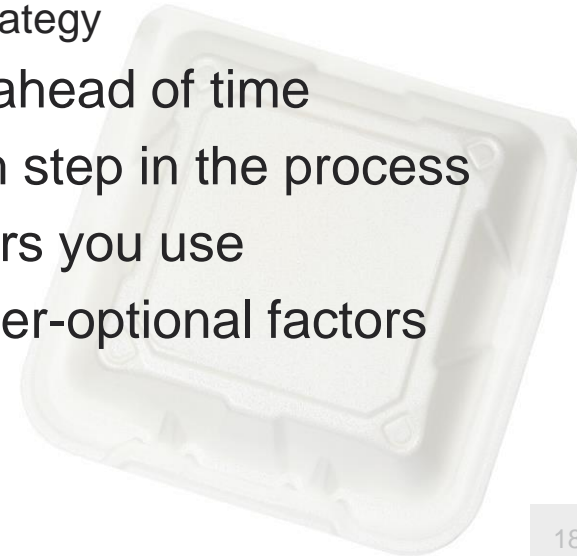 ategy
ahead of time
step in the process
rs you use
er-optional factors
18